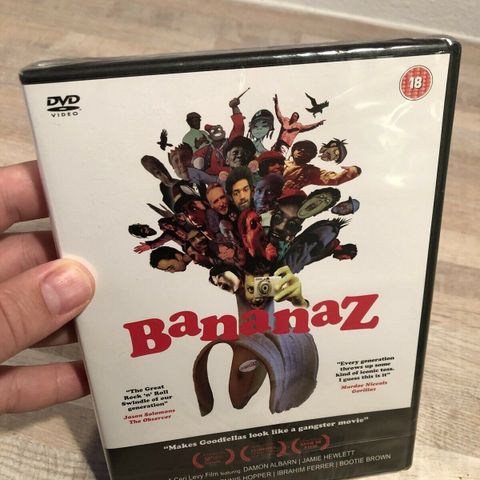 DVD
VIDEO
18
BananaZ
"The Great
Rock 'n' Roll
Swindle of our
generation"
Jason Solomons
The Observer
"Every generation
throws up some
kind of iconic toss.
I guess this is it"
Murdoc Niccals
Gorillaz
"Makes Goodfellas look like a gangster movie"
Ceri Levy Film featuring DAMON ALBARN | JAMIE HEWLETT
HOPPER | IBRAHIM FERRER | BOOTIE BROWN